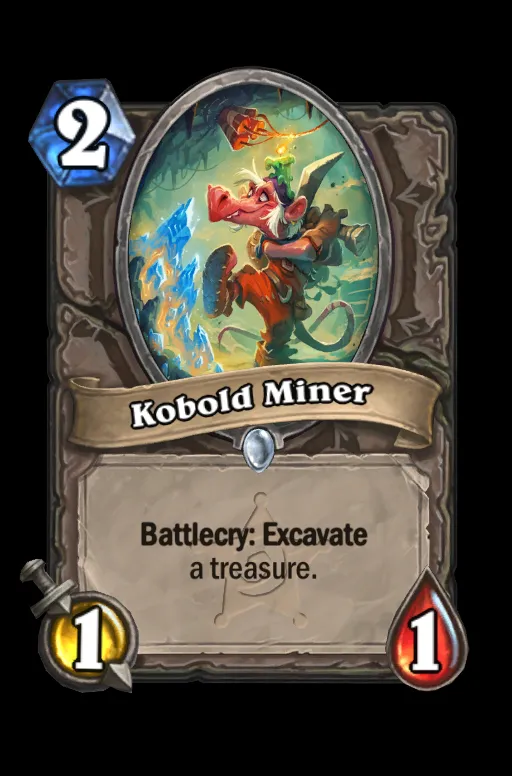 2
Kobold Miner
Battlecry: Excavate
a treasure.
1
1